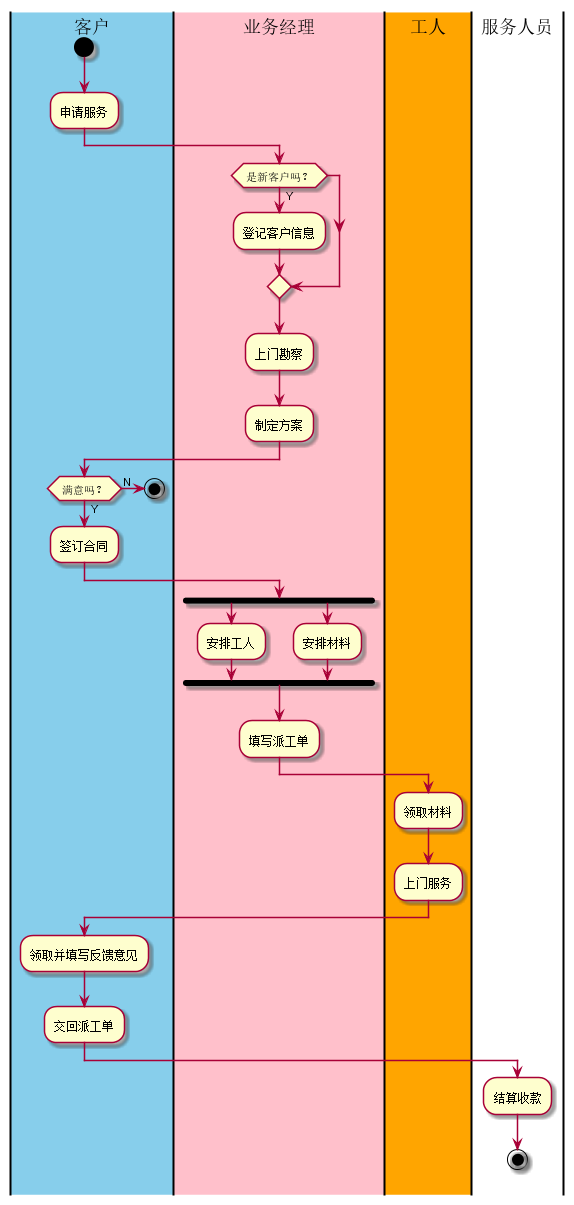 客户
业务经理
工人
服务人员
申请服务
是新客户吗？
Y
登记客户信息
上门勘察
制定方案
满意吗？
N
Y
签订合同
安排工人
安排材料
填写派工单
领取材料
上门服务
领取并填写反馈意见
交回派工单
结算收款